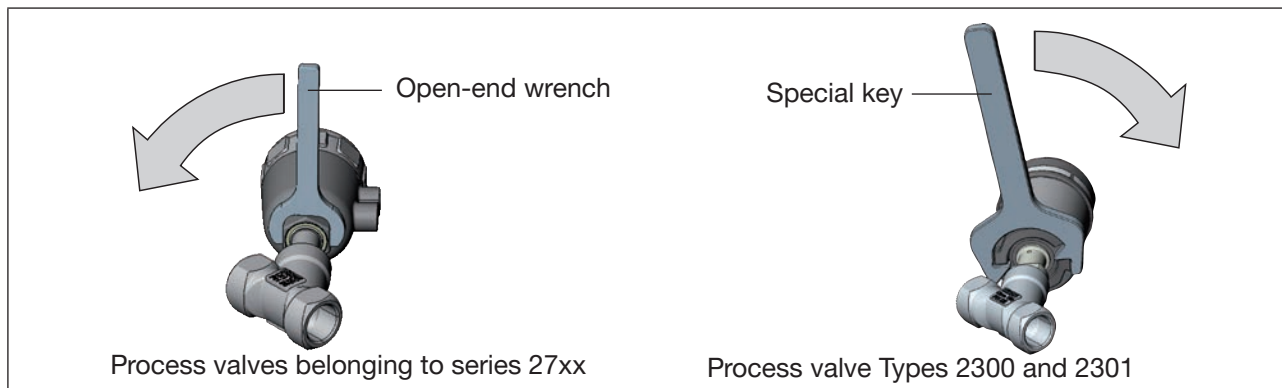 Open-end wrench
Special key
Process valves belonging to series 27xx
Process valve Types 2300 and 2301